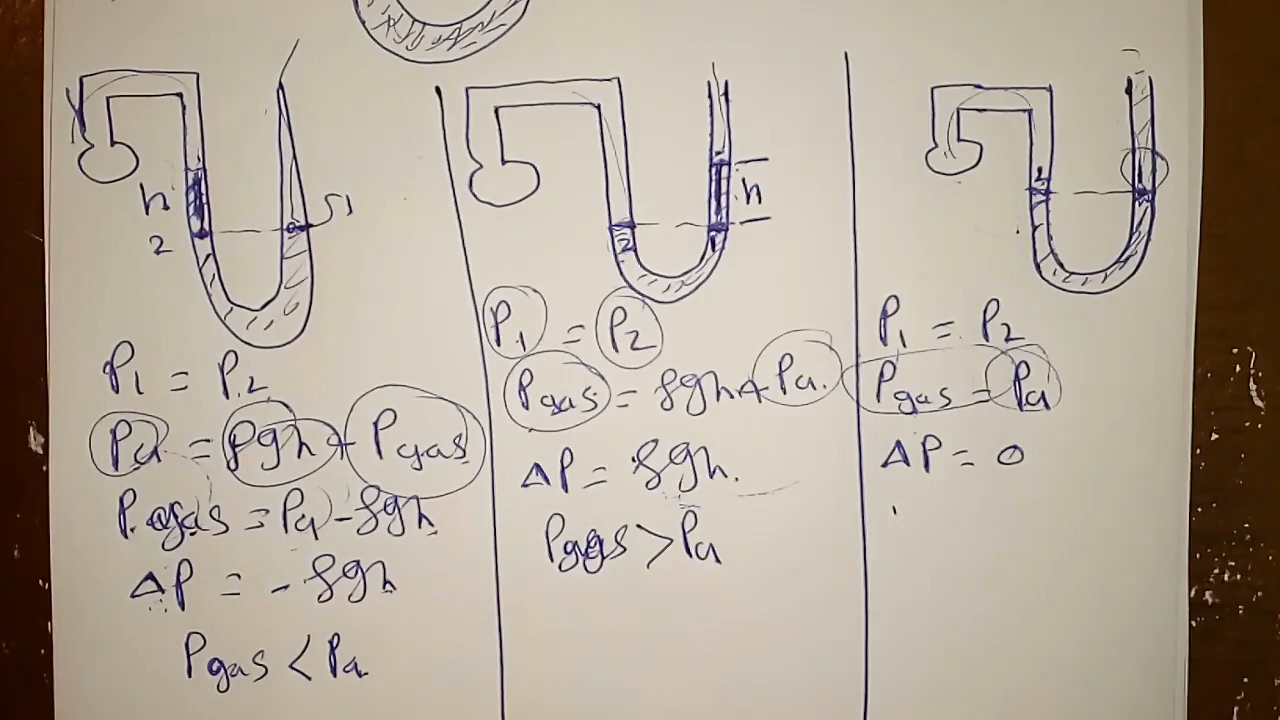 h
2
1
P1 = P2
Pa = ρgh + Pgas
Pgas = Pa - ρgh
ΔP = - ρgh
Pgas < Pa
h
2
1
P1 = P2
Pgas = ρgh + Pa.
ΔP = ρgh.
Pgas > Pa
2
1
P1 = P2
Pgas = Pa
ΔP = 0